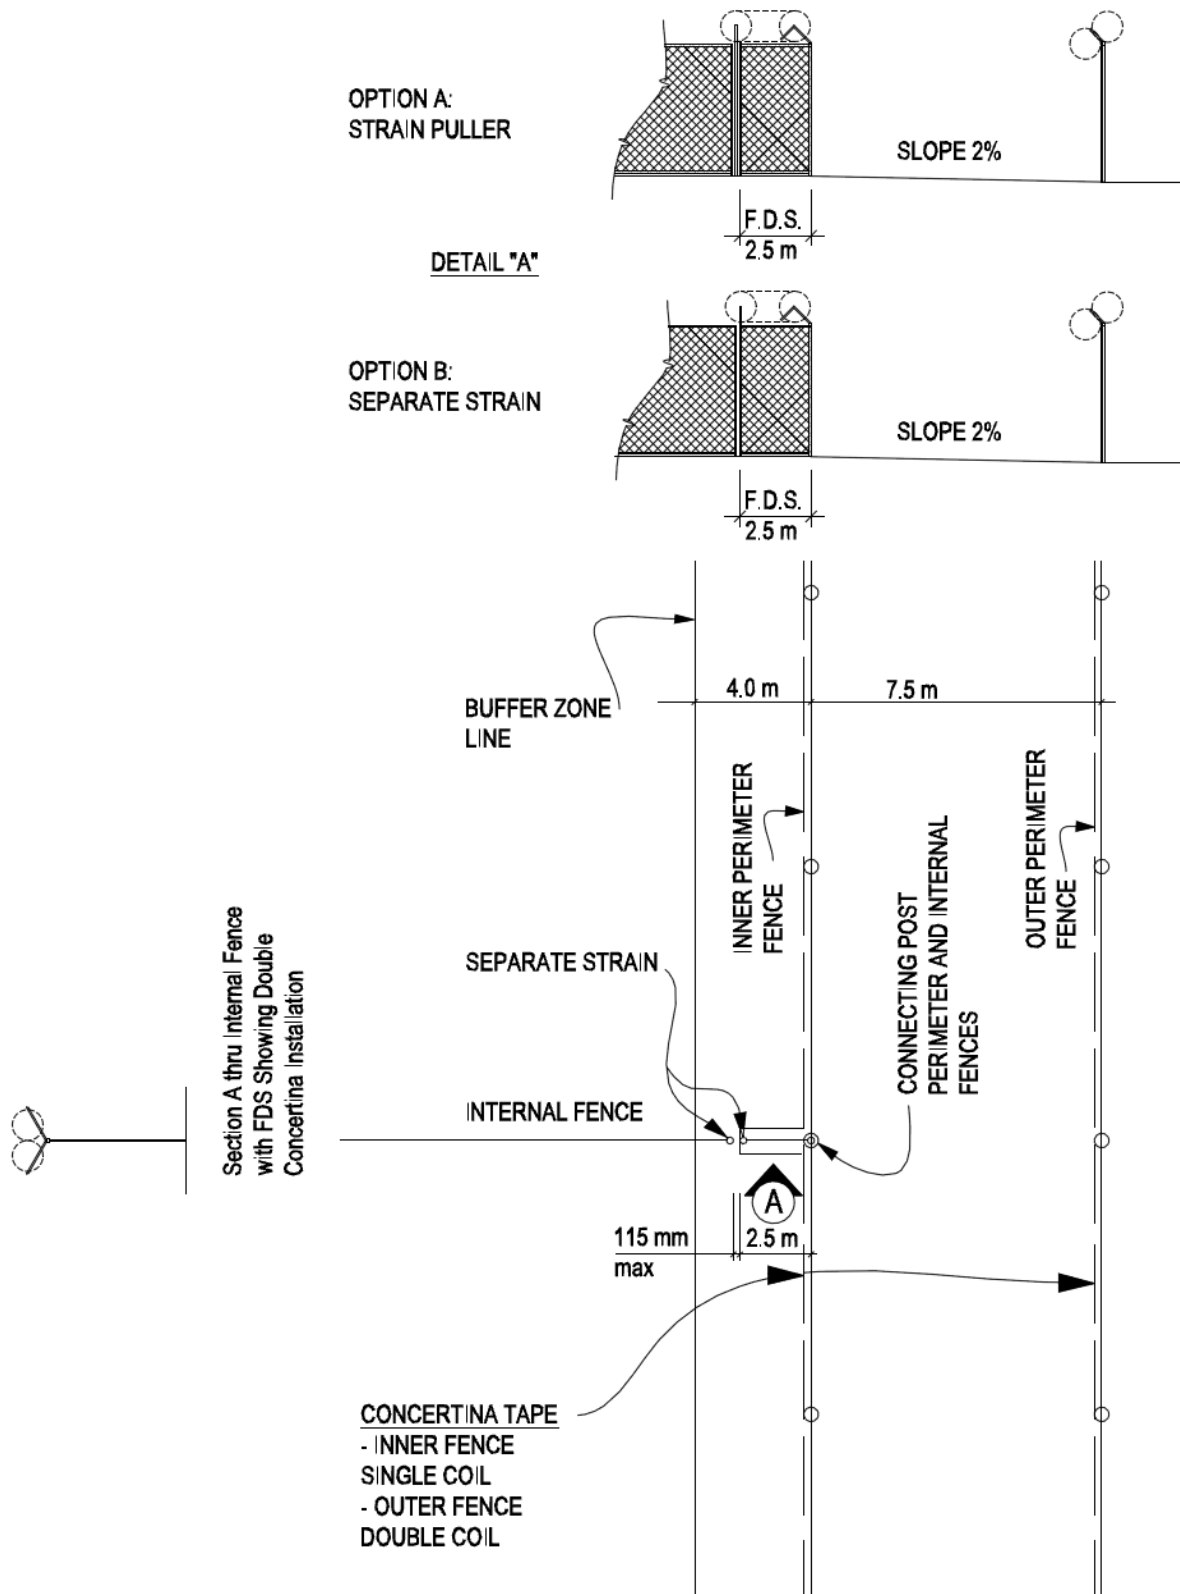 OPTION A:
STRAIN PULLER
SLOPE 2%
F.D.S.
2.5 m
DETAIL "A"
OPTION B:
SEPARATE STRAIN
SLOPE 2%
F.D.S.
2.5 m
4.0 m
7.5 m
BUFFER ZONE
LINE
INNER PERIMETER
FENCE
OUTER PERIMETER
FENCE
CONNECTING POST
PERIMETER AND INTERNAL
FENCES
SEPARATE STRAIN
Section A thru Internal Fence
with FDS Showing Double
Concertina Installation
INTERNAL FENCE
A
115 mm
max
2.5 m
CONCERTINA TAPE
- INNER FENCE
SINGLE COIL
- OUTER FENCE
DOUBLE COIL